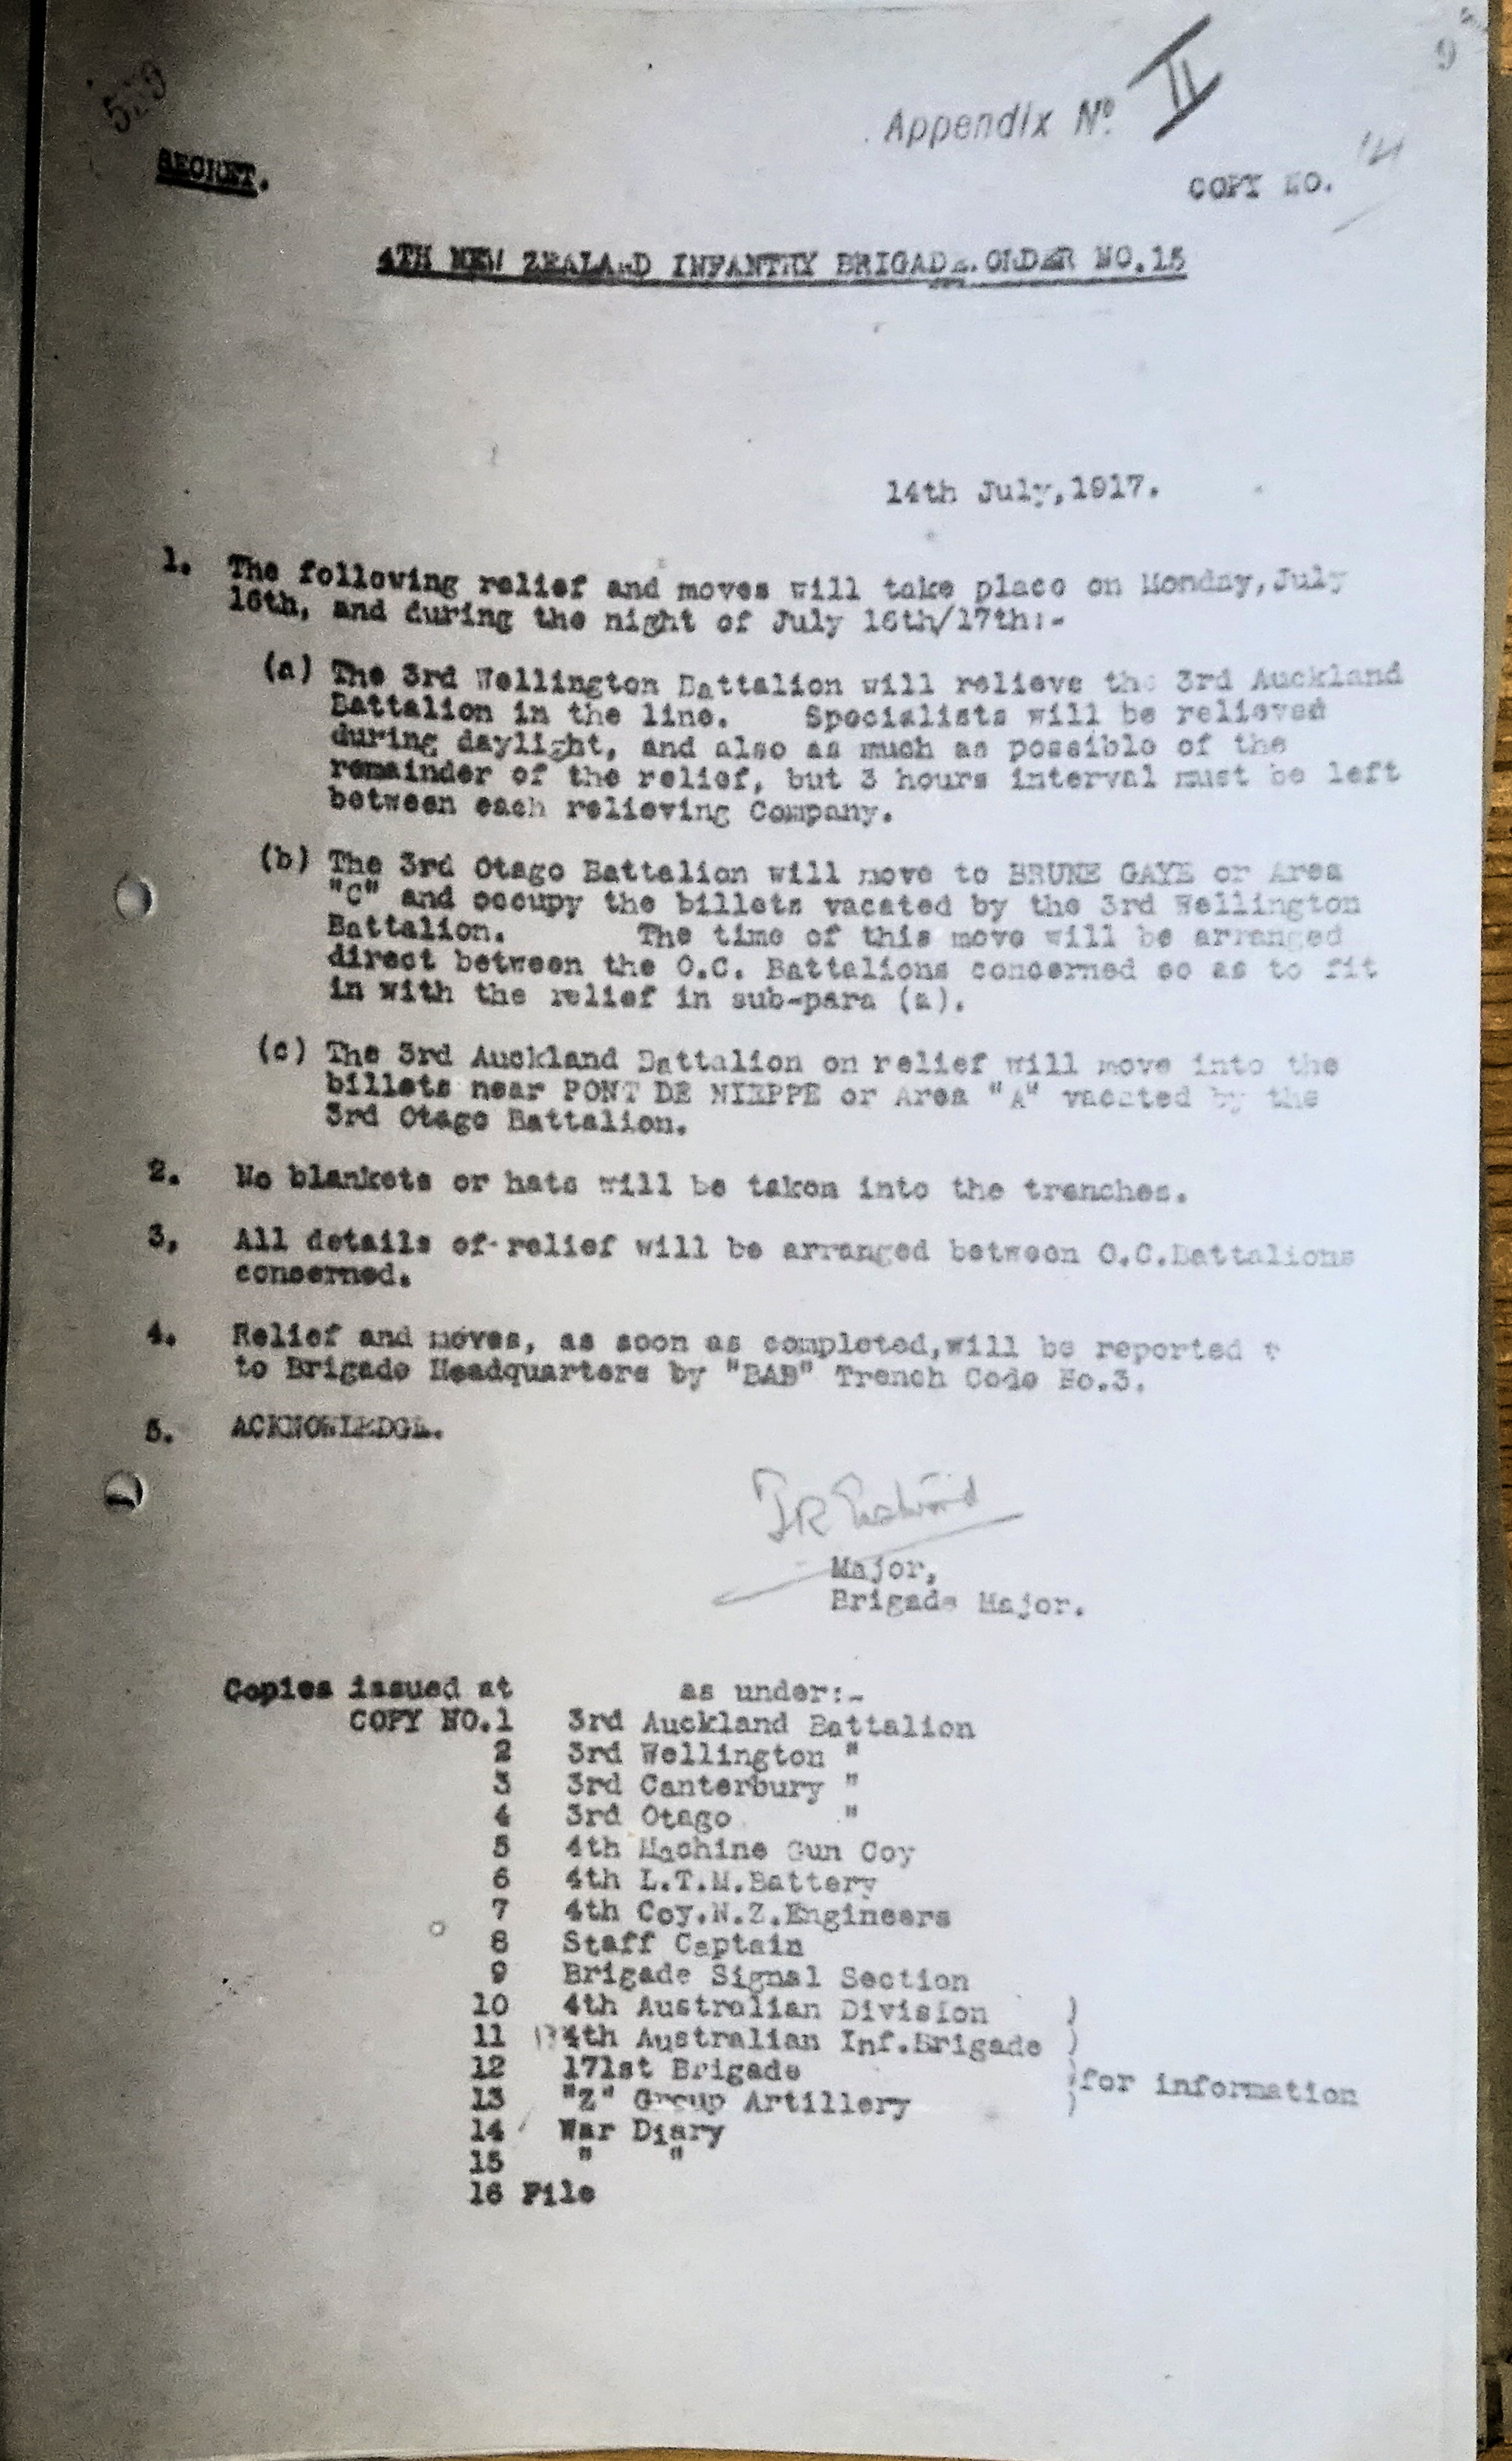 9
Appendix No. II
SECRET.
COPY NO. 14
4TH NEW ZEALAND INFANTRY BRIGADE. ORDER NO.15
14th July,1917.
1. The following relief and moves will take place on Monday,July
16th, and during the night of July 16th/17th:-
(a) The 3rd Wellington Battalion will relieve the 3rd Auckland
Battalion in the line. Specialists will be relieved
during daylight, and also as much as possible of the
remainder of the relief, but 3 hours interval must be left
between each relieving Company.
(b) The 3rd Otago Battalion will move to BRUNE GAYE or Area
"C" and occupy the billets vacated by the 3rd Wellington
Battalion. The time of this move will be arranged
direct between the O.C. Battalions concerned so as to fit
in with the relief in sub-para (a).
(c) The 3rd Auckland Battalion on relief will move into the
billets near PONT DE NIEPPE or Area "A" vacated by the
3rd Otago Battalion.
2. No blankets or hats will be taken into the trenches.
3, All details of relief will be arranged between O.C.Battalions
concerned.
4. Relief and moves, as soon as completed,will be reported t
to Brigade Headquarters by "BAB" Trench Code No.3.
5. ACKNOWLEDGE.
Major,
Brigade Major.
Copies issued at as under:-
COPY NO.1 3rd Auckland Battalion
2 3rd Wellington "
3 3rd Canterbury "
4 3rd Otago "
5 4th Machine Gun Coy
6 4th L.T.M.Battery
7 4th Coy.N.Z.Engineers
8 Staff Captain
9 Brigade Signal Section
10 4th Australian Division )
11 4th Australian Inf.Brigade )
12 171st Brigade )for information
13 "Z" Group Artillery )
14 War Diary
15 " "
16 File